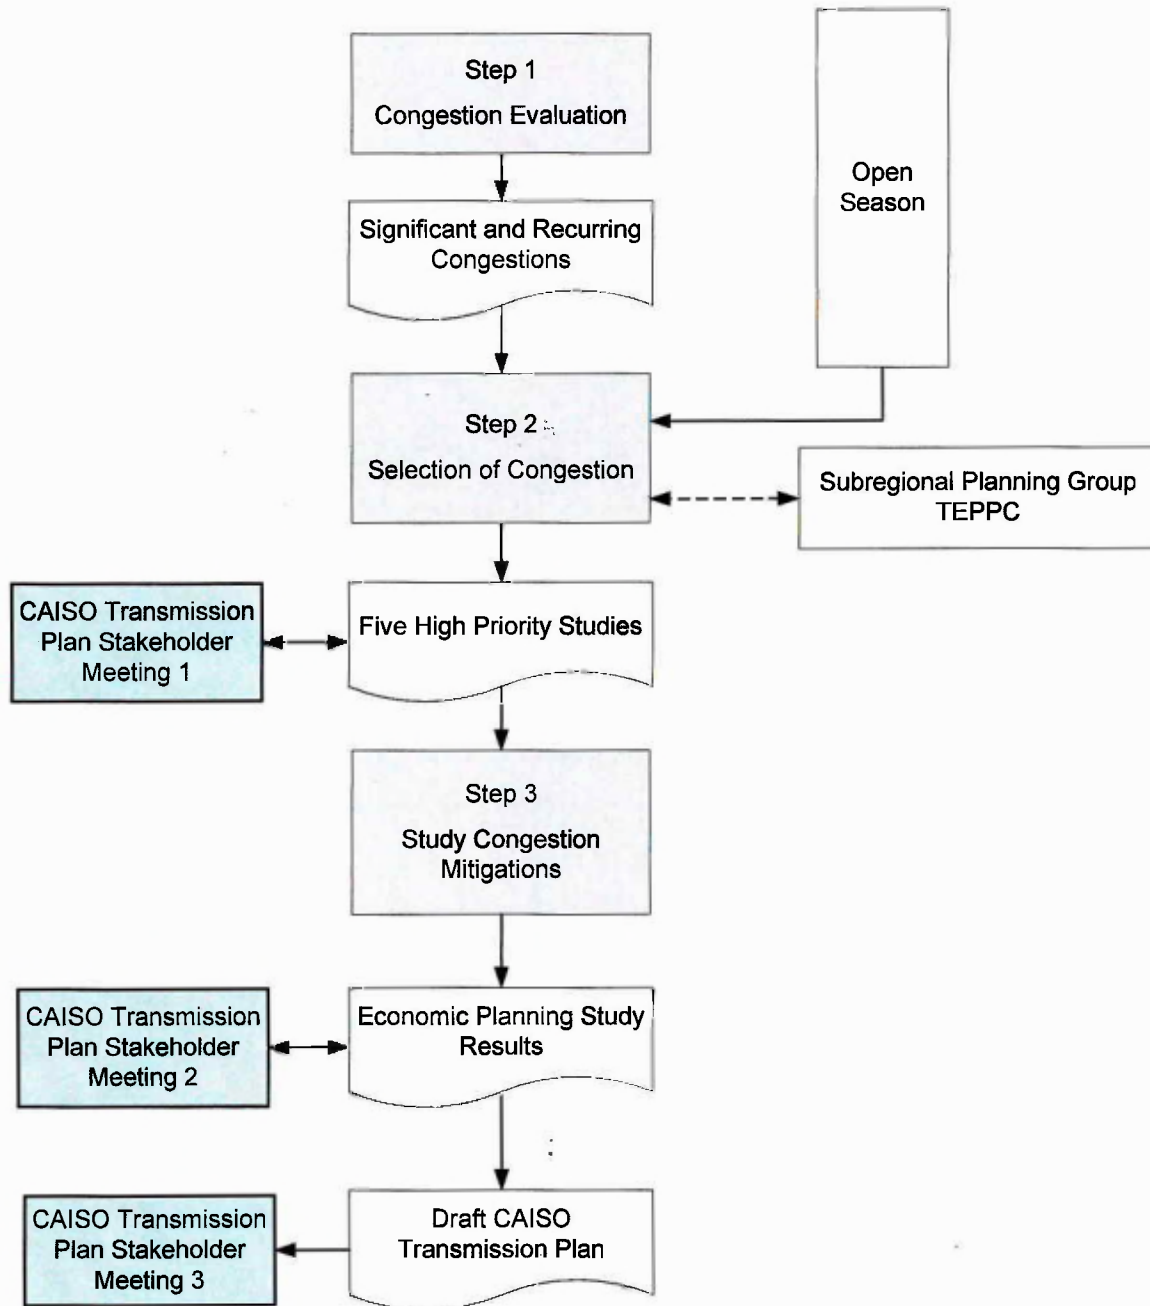 Step 1
Congestion Evaluation
Open
Season
Significant and Recurring
Congestions
Step 2
Selection of Congestion
Subregional Planning Group
TEPPC
CAISO Transmission
Plan Stakeholder
Meeting 1
Five High Priority Studies
Step 3
Study Congestion
Mitigations
CAISO Transmission
Plan Stakeholder
Meeting 2
Economic Planning Study
Results
CAISO Transmission
Plan Stakeholder
Meeting 3
Draft CAISO
Transmission Plan